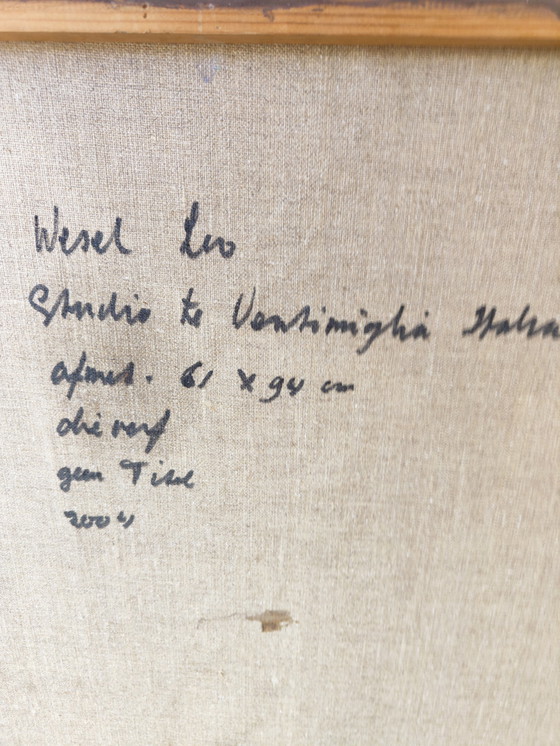 Wesel Leo
Studio te Ventimiglia Italia
afmet. 61 x 94 cm
olieverf
geen Titel
2004